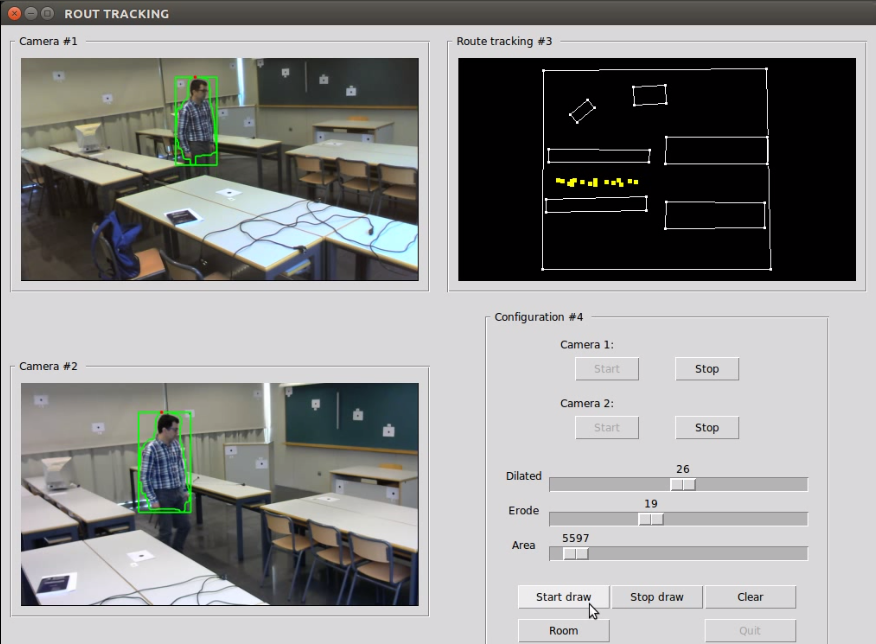 ROUT TRACKING
Camera #1
Route tracking #3
Camera #2
Configuration #4
Camera 1:
Start
Stop
Camera 2:
Start
Stop
Dilated
26
Erode
19
Area
5597
Start draw
Stop draw
Clear
Room
Quit